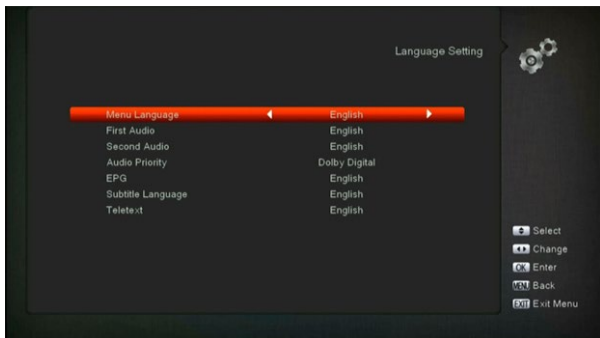 Language Setting
Menu Language English
First Audio English
Second Audio English
Audio Priority Dolby Digital
EPG English
Subtitle Language English
Teletext English
Select
Change
OK Enter
MENU Back
EXIT Exit Menu